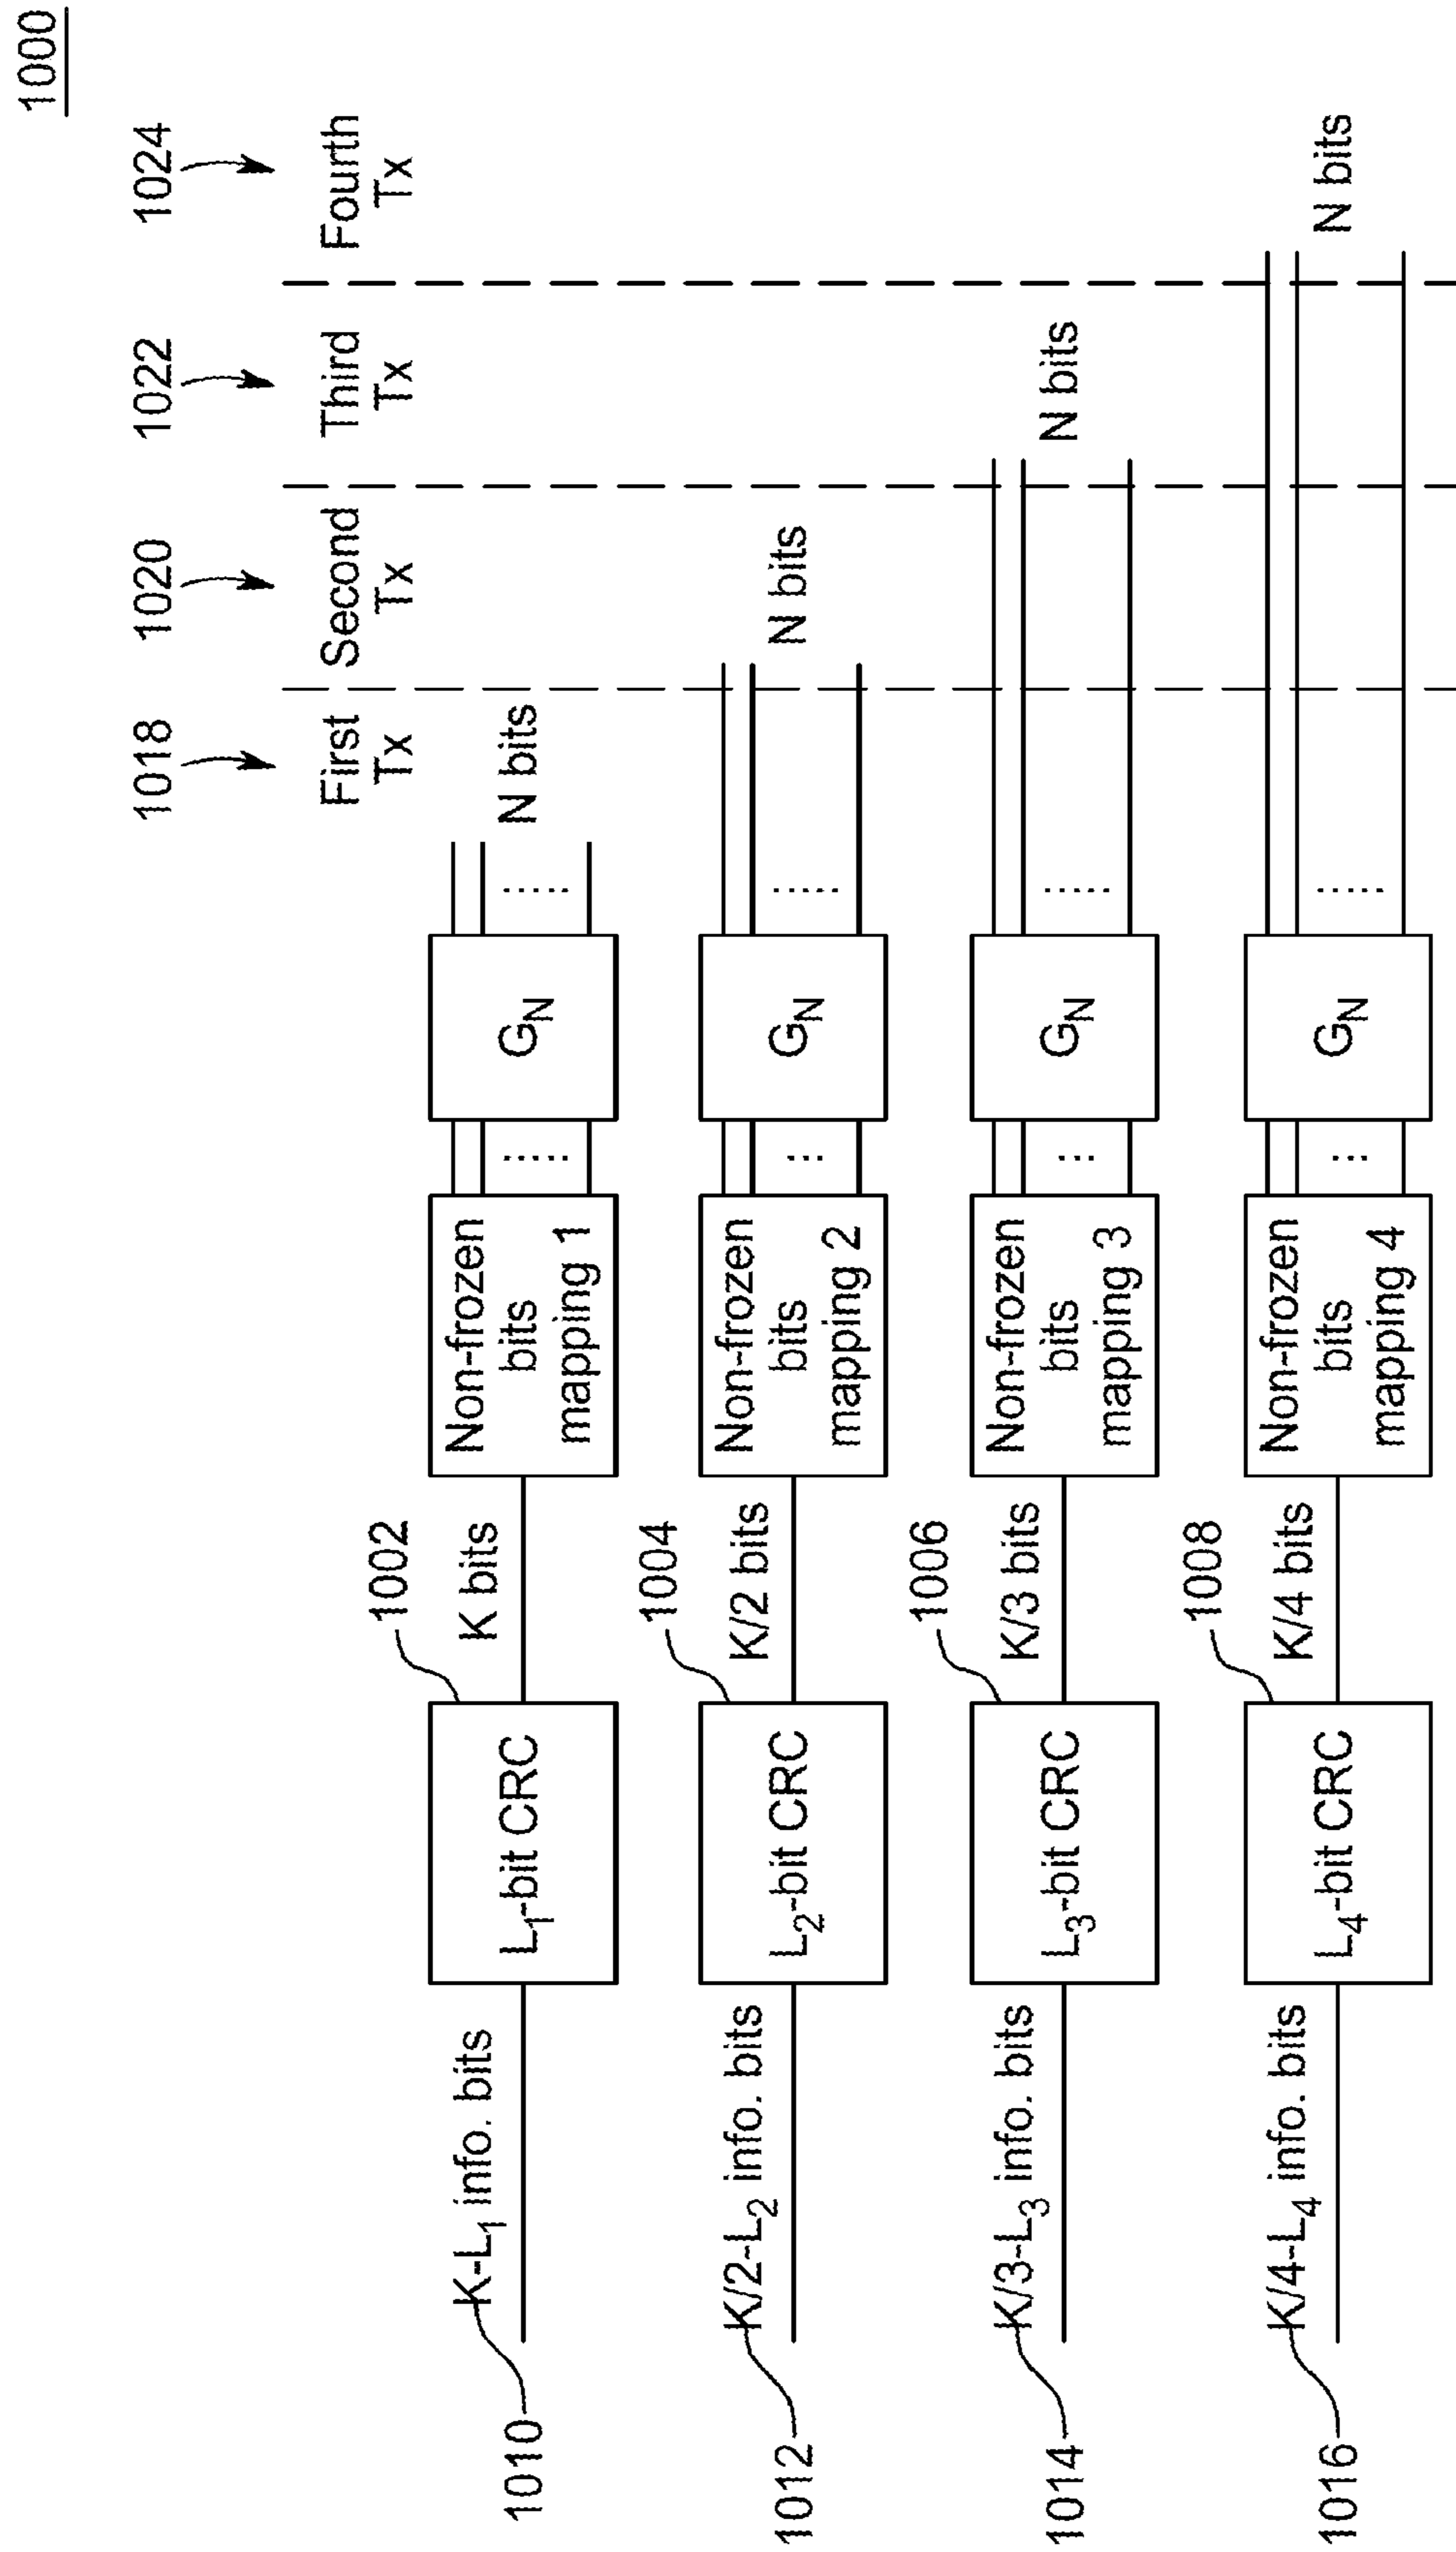 1000
1018
1020
1022
1024
First
Tx
Second
Tx
Third
Tx
Fourth
Tx
1010
K-L1 info. bits
L1-bit CRC
1002
K bits
Non-frozen
bits
mapping 1
.....
GN
.....
N bits
1012
K/2-L2 info. bits
L2-bit CRC
1004
K/2 bits
Non-frozen
bits
mapping 2
...
GN
.....
N bits
1014
K/3-L3 info. bits
L3-bit CRC
1006
K/3 bits
Non-frozen
bits
mapping 3
...
GN
.....
N bits
1016
K/4-L4 info. bits
L4-bit CRC
1008
K/4 bits
Non-frozen
bits
mapping 4
...
GN
.....
N bits